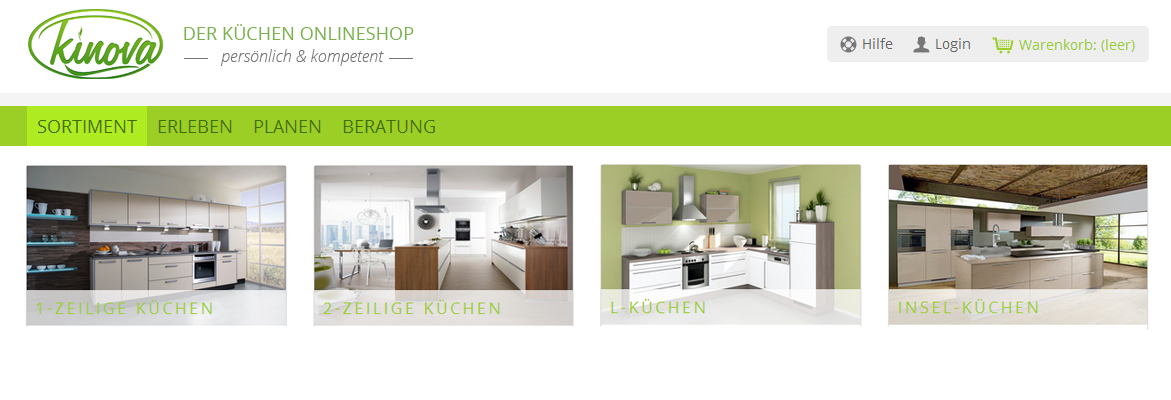 kinova
DER KÜCHEN ONLINESHOP
persönlich & kompetent
Hilfe
Login
Warenkorb: (leer)
SORTIMENT
ERLEBEN
PLANEN
BERATUNG
1-ZEILIGE KÜCHEN
2-ZEILIGE KÜCHEN
L-KÜCHEN
INSEL-KÜCHEN